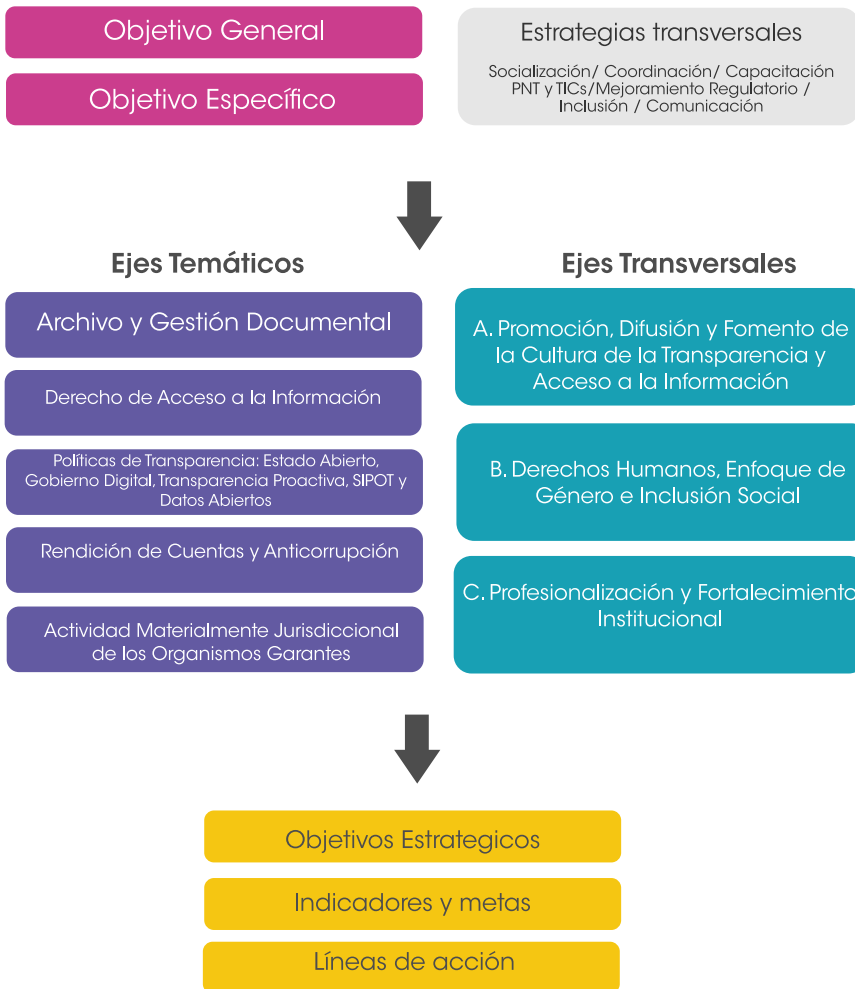 Objetivo General
Objetivo Específico
Estrategias transversales
Socialización/ Coordinación/ Capacitación
PNT y TICs/Mejoramiento Regulatorio /
Inclusión / Comunicación
Ejes Temáticos
Archivo y Gestión Documental
Derecho de Acceso a la Información
Políticas de Transparencia: Estado Abierto,
Gobierno Digital, Transparencia Proactiva, SIPOT y
Datos Abiertos
Rendición de Cuentas y Anticorrupción
Actividad Materialmente Jurisdiccional
de los Organismos Garantes
Ejes Transversales
A. Promoción, Difusión y Fomento de
la Cultura de la Transparencia y
Acceso a la Información
B. Derechos Humanos, Enfoque de
Género e Inclusión Social
C. Profesionalización y Fortalecimiento
Institucional
Objetivos Estrategicos
Indicadores y metas
Líneas de acción